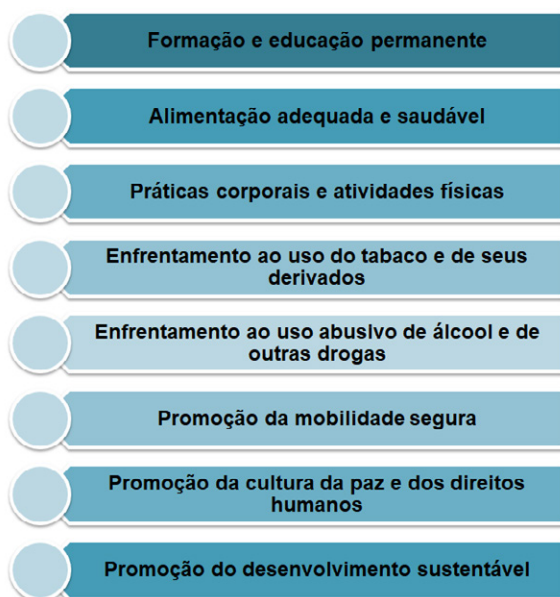 Formação e educação permanente
Alimentação adequada e saudável
Práticas corporais e atividades físicas
Enfrentamento ao uso do tabaco e de seus
derivados
Enfrentamento ao uso abusivo de álcool e de
outras drogas
Promoção da mobilidade segura
Promoção da cultura da paz e dos direitos
humanos
Promoção do desenvolvimento sustentável